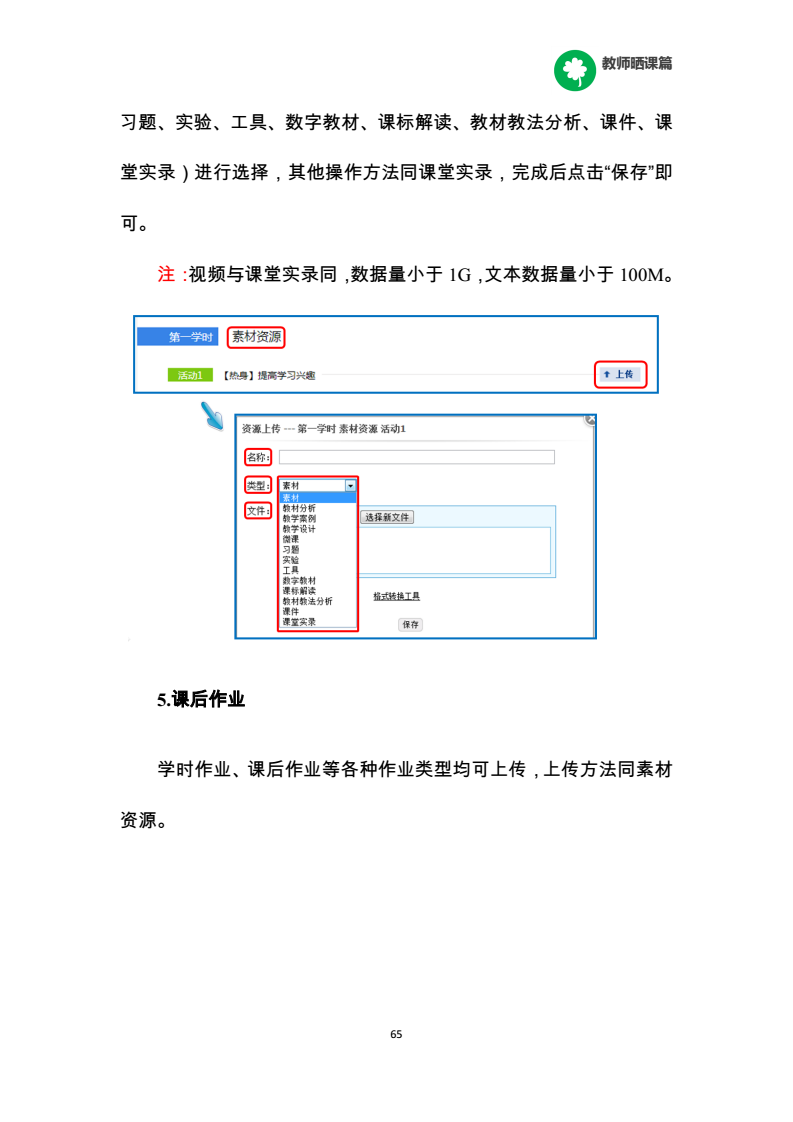 教师晒课篇
习题、实验、工具、数字教材、课标解读、教材教法分析、课件、课
堂实录）进行选择，其他操作方法同课堂实录，完成后点击“保存”即
可。
注：视频与课堂实录同，数据量小于 1G，文本数据量小于 100M。
第一学时 素材资源
活动1 【热身】提高学习兴趣 上传
资源上传 --- 第一学时 素材资源 活动1
名称：
类型： 素材
素材
文件： 教材分析
教学案例 选择新文件
教学设计
微课
习题
实验
工具
数字教材
课标解读
教材教法分析 格式转换工具
课件
课堂实录 保存
5.课后作业
学时作业、课后作业等各种作业类型均可上传，上传方法同素材
资源。
65